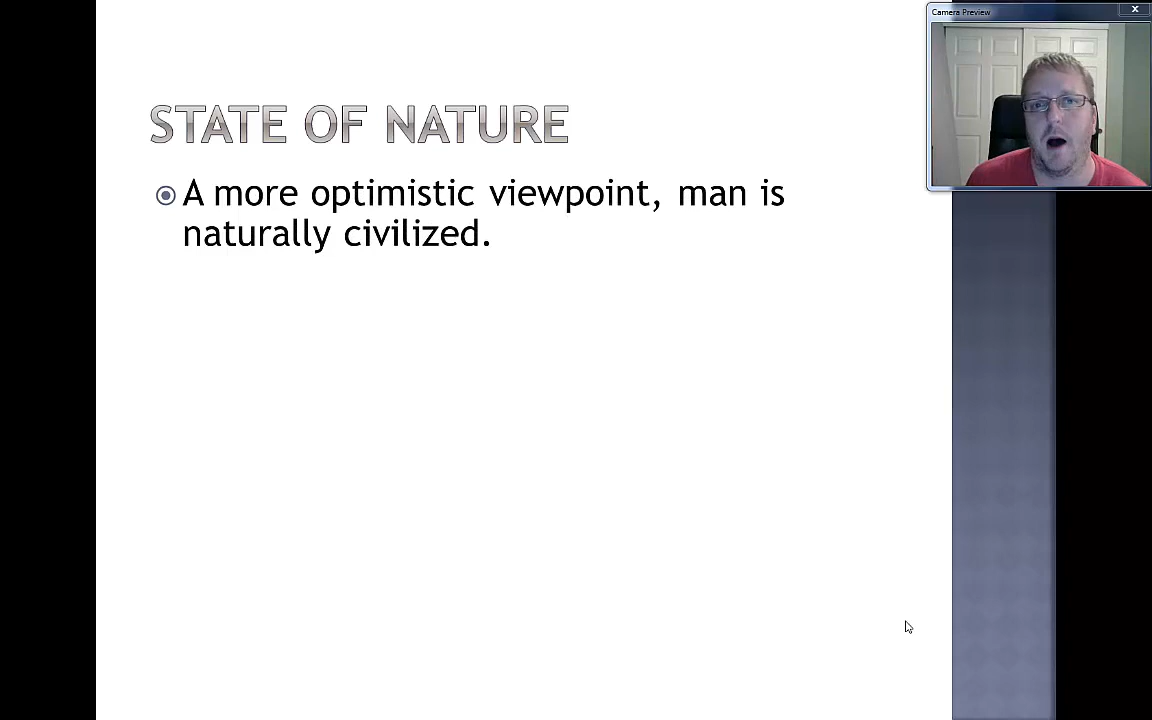 Camera Preview
STATE OF NATURE
A more optimistic viewpoint, man is
naturally civilized.